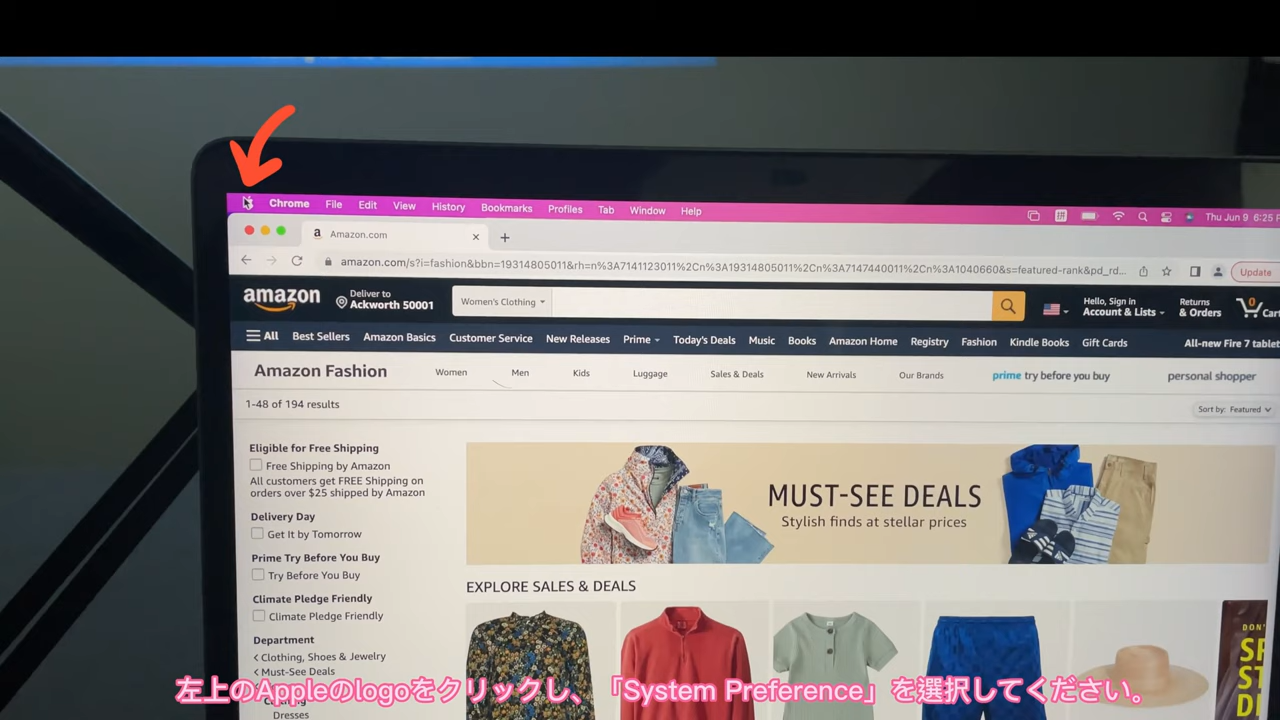 Chrome File Edit View History Bookmarks Profiles Tab Window Help
拼 Thu Jun 9 6:25
a Amazon.com
amazon.com/s?i=fashion&bbn=19314805011&rh=n%3A7141123011%2Cn%3A19314805011%2Cn%3A7147440011%2Cn%3A1040660&s=featured-rank&pd_rd...
Update
amazon
Deliver to
Ackworth 50001
Women's Clothing
Hello, Sign in
Account & Lists
Returns
& Orders
0
Cart
All Best Sellers Amazon Basics Customer Service New Releases Prime Today's Deals Music Books Amazon Home Registry Fashion Kindle Books Gift Cards
All-new Fire 7 tablet
Amazon Fashion
Women Men Kids Luggage Sales & Deals New Arrivals Our Brands prime try before you buy personal shopper
1-48 of 194 results
Sort by: Featured
Eligible for Free Shipping
Free Shipping by Amazon
All customers get FREE Shipping on
orders over $25 shipped by Amazon
Delivery Day
Get It by Tomorrow
Prime Try Before You Buy
Try Before You Buy
Climate Pledge Friendly
Climate Pledge Friendly
Department
Clothing, Shoes & Jewelry
Must-See Deals
Dresses
MUST-SEE DEALS
Stylish finds at stellar prices
EXPLORE SALES & DEALS
左上のAppleのlogoをクリックし、「System Preference」を選択してください。